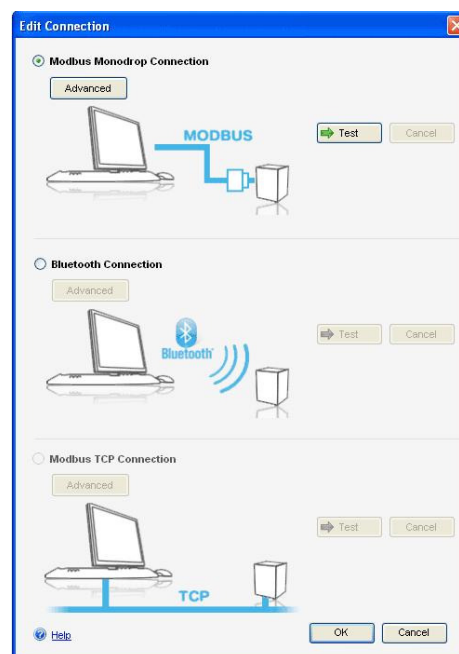 Edit Connection
Modbus Monodrop Connection
Advanced
MODBUS
Test Cancel
Bluetooth Connection
Advanced
Bluetooth
Test Cancel
Modbus TCP Connection
Advanced
Test Cancel
TCP
Help OK Cancel